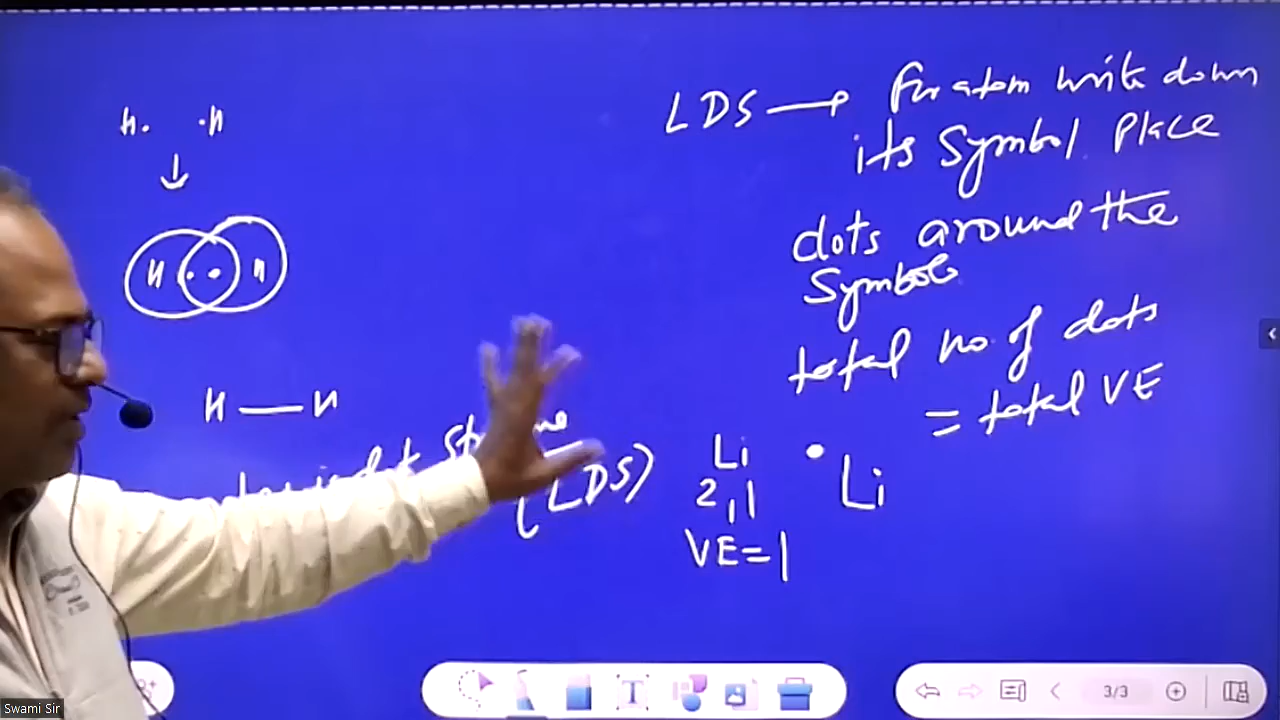 H. .H
H H
H — H
(LDS)
LDS → For atom write down
its Symbol Place
dots around the
Symbols
total no. of dots
= total VE
Li
2,1
VE=1
Li
3/3
Swami Sir